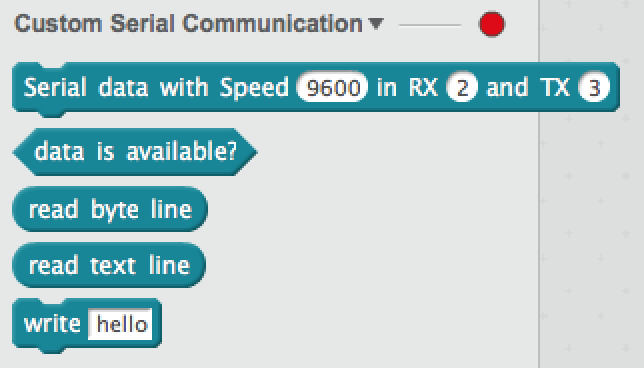 Custom Serial Communication
Serial data with Speed 9600 in RX 2 and TX 3
data is available?
read byte line
read text line
write hello